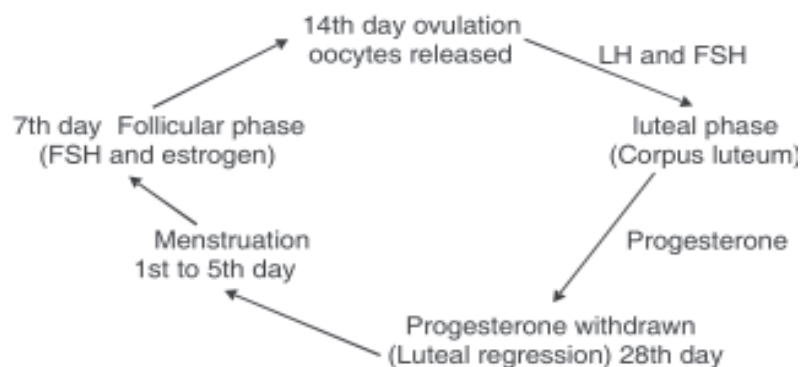 14th day ovulation
oocytes released
LH and FSH
7th day Follicular phase
(FSH and estrogen)
luteal phase
(Corpus luteum)
Menstruation
1st to 5th day
Progesterone
Progesterone withdrawn
(Luteal regression) 28th day